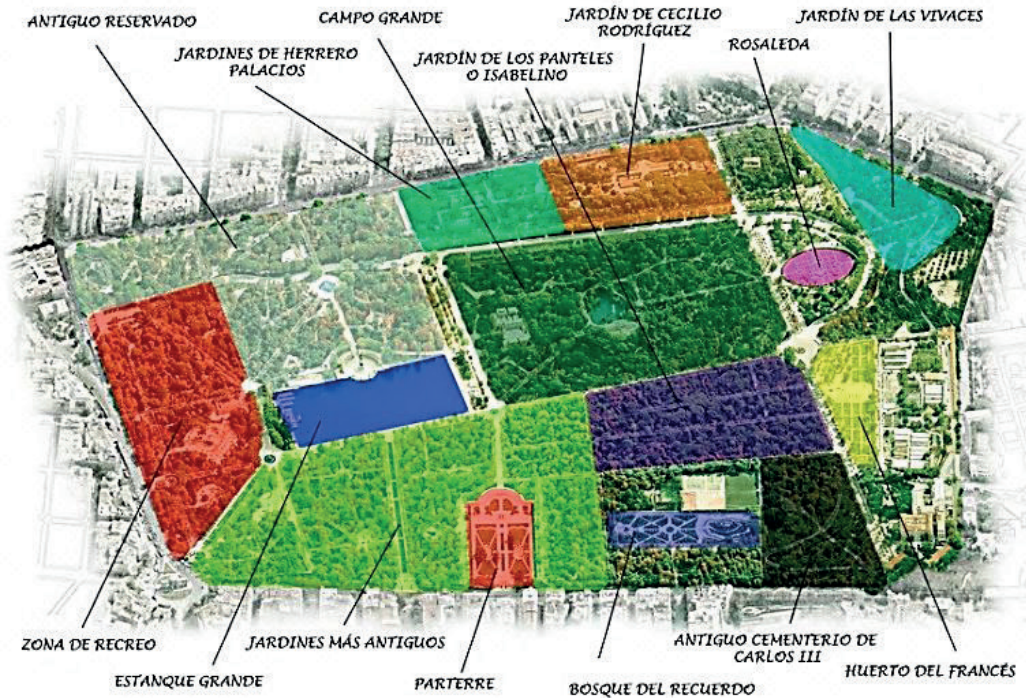 ANTIGUO RESERVADO
CAMPO GRANDE
JARDÍN DE CECILIO
RODRÍGUEZ
JARDÍN DE LAS VIVACES
JARDINES DE HERRERO
PALACIOS
JARDÍN DE LOS PANTELES
O ISABELINO
ROSALEDA
ZONA DE RECREO
ESTANQUE GRANDE
JARDINES MÁS ANTIGUOS
PARTERRE
BOSQUE DEL RECUERDO
ANTIGUO CEMENTERIO DE
CARLOS III
HUERTO DEL FRANCÉS